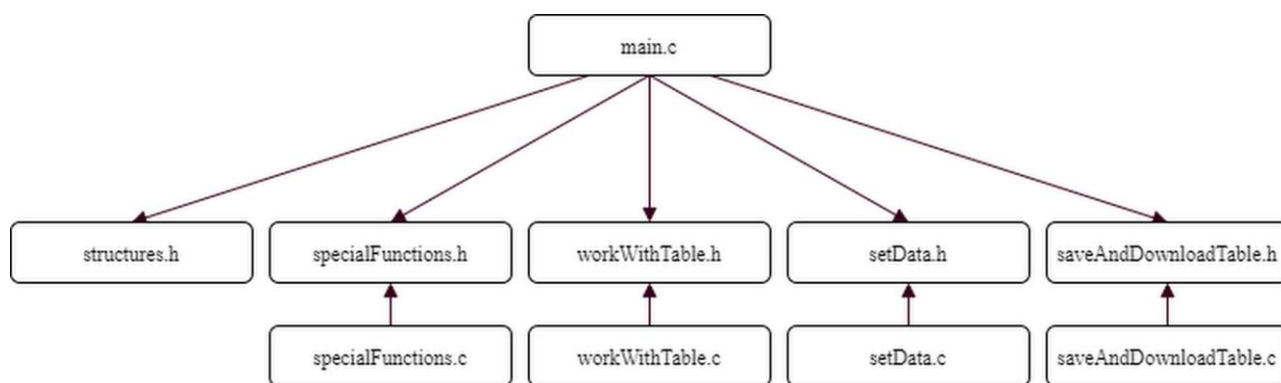 main.c
structures.h
specialFunctions.h
workWithTable.h
setData.h
saveAndDownloadTable.h
specialFunctions.c
workWithTable.c
setData.c
saveAndDownloadTable.c